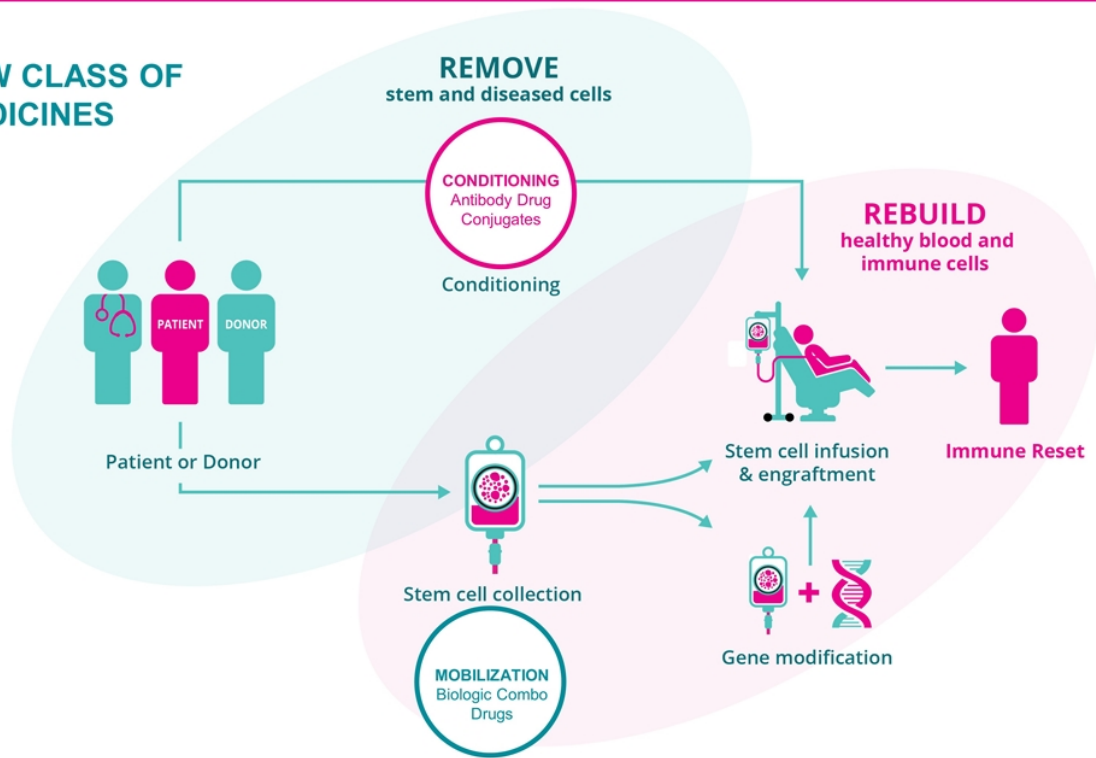 W CLASS OF
DICINES
REMOVE
stem and diseased cells
CONDITIONING
Antibody Drug
Conjugates
Conditioning
REBUILD
healthy blood and
immune cells
PATIENT
DONOR
Patient or Donor
Stem cell infusion
& engraftment
Immune Reset
Stem cell collection
MOBILIZATION
Biologic Combo
Drugs
+
Gene modification